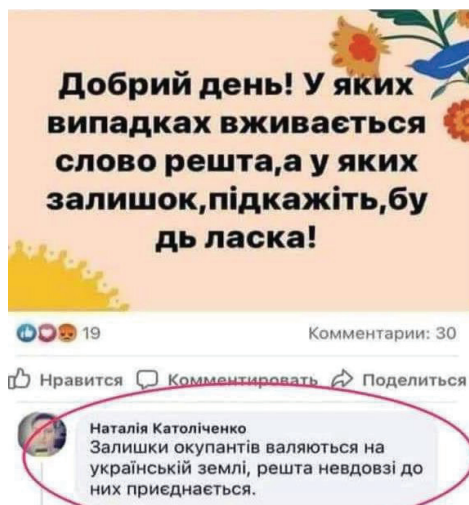 Добрий день! У яких
випадках вживається
слово решта,а у яких
залишок,підкажіть,бу
дь ласка!
19
Комментарии: 30
Нравится
Комментировать
Поделиться
Наталія Католіченко
Залишки окупантів валяються на
українській землі, решта невдовзі до
них приєднається.